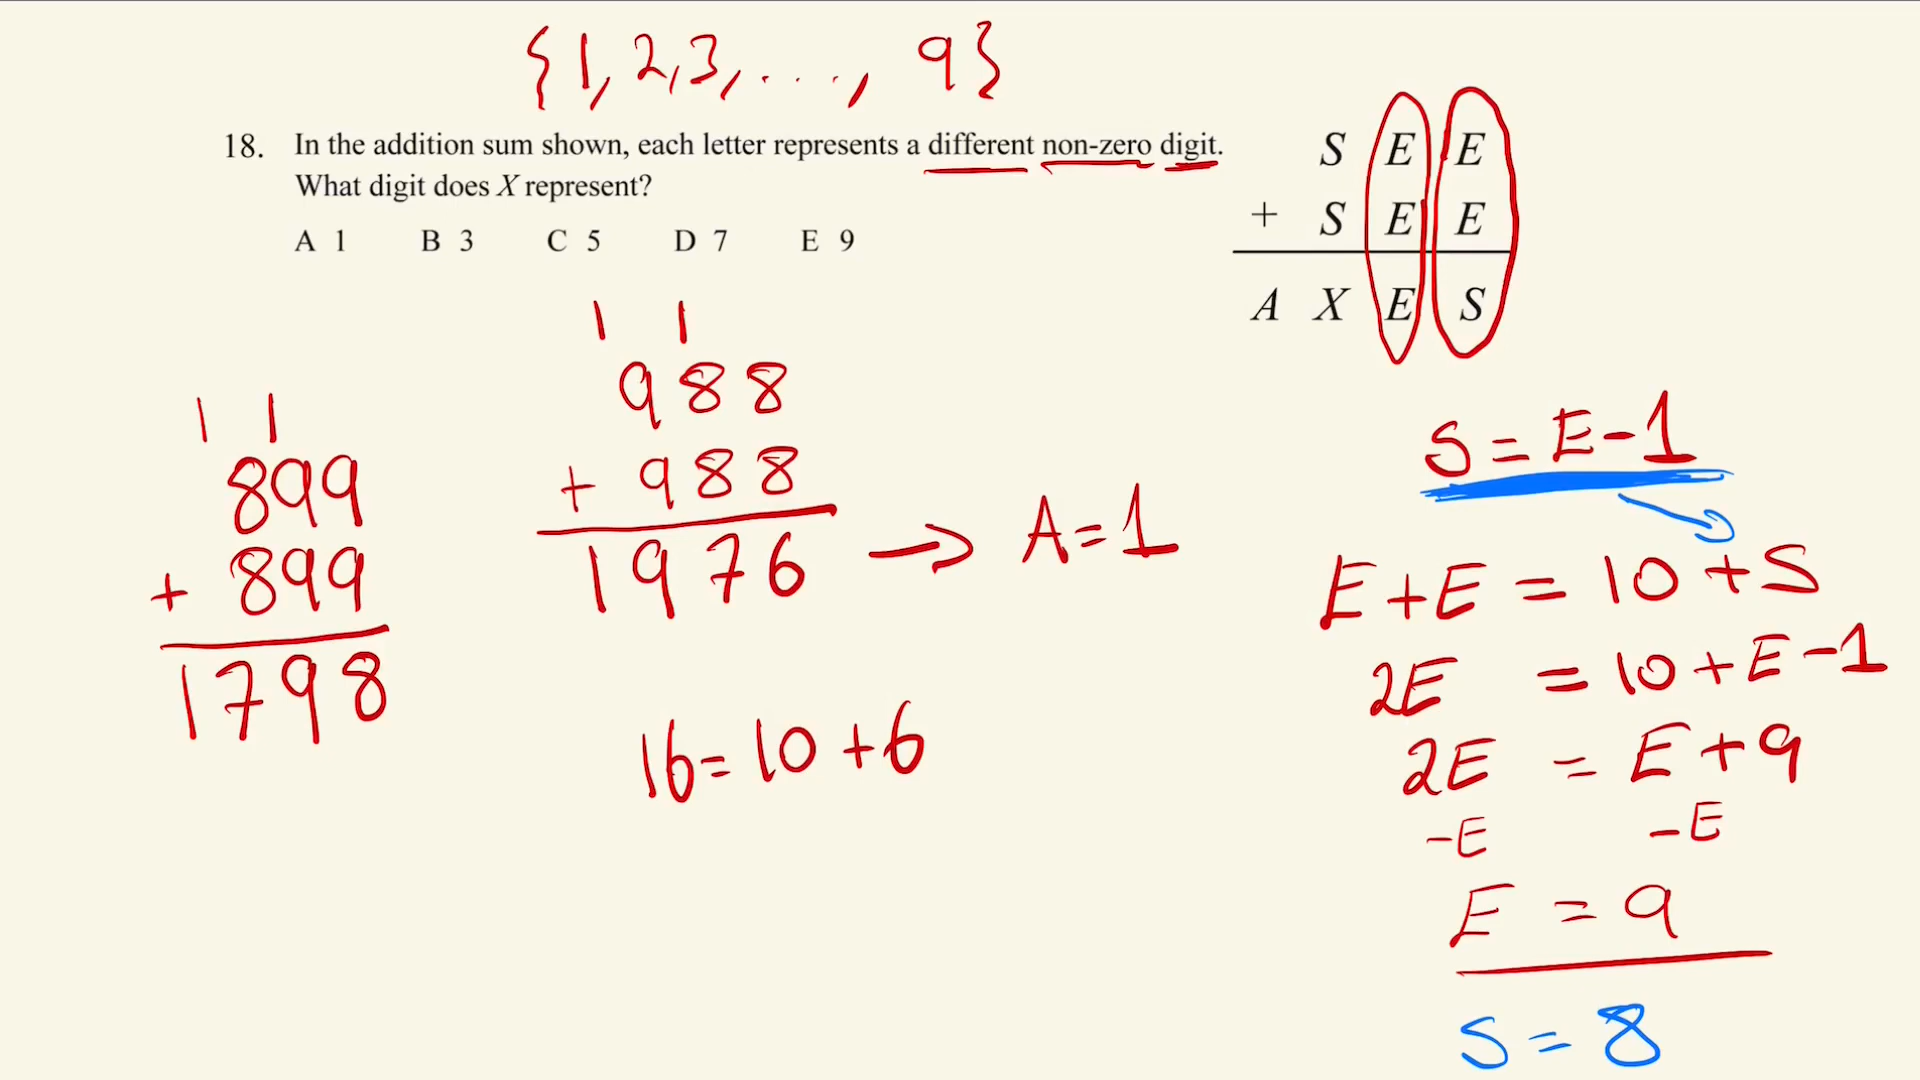 {1,2,3,...., 9}
18. In the addition sum shown, each letter represents a different non-zero digit.
What digit does X represent?
A 1 B 3 C 5 D 7 E 9
S E E
+ S E E
A X E S
1 1
899
+ 899
1798
1 1
988
+ 988
1976 → A=1
16=10+6
S = E-1
E+E = 10+S
2E = 10+E-1
2E = E+9
-E -E
E = 9
S = 8